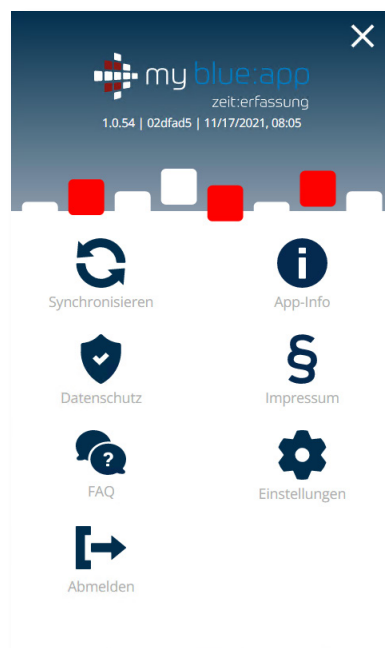 my blue:app
zeit:erfassung
1.0.54 | 02dfad5 | 11/17/2021, 08:05
Synchronisieren
App-Info
Datenschutz
Impressum
FAQ
Einstellungen
Abmelden